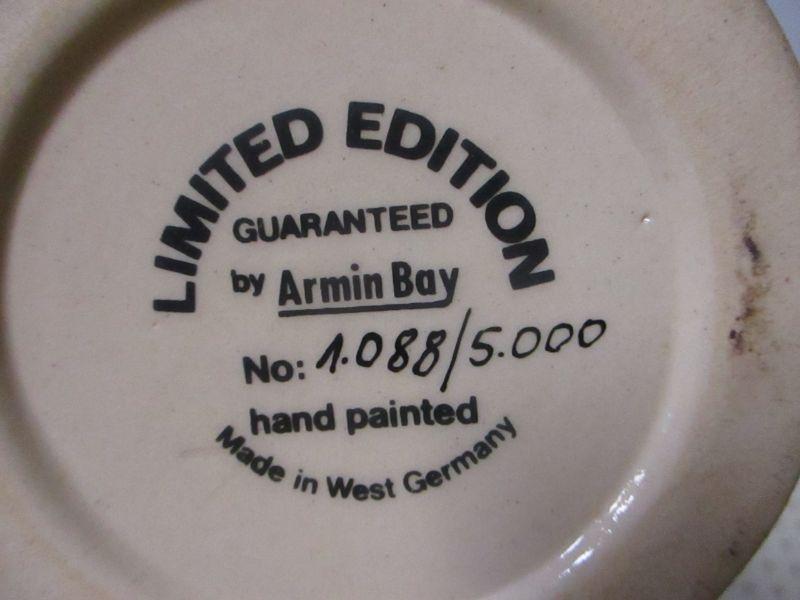 LIMITED EDITION
GUARANTEED
by Armin Bay
No: 1.088/5.000
hand painted
Made in West Germany